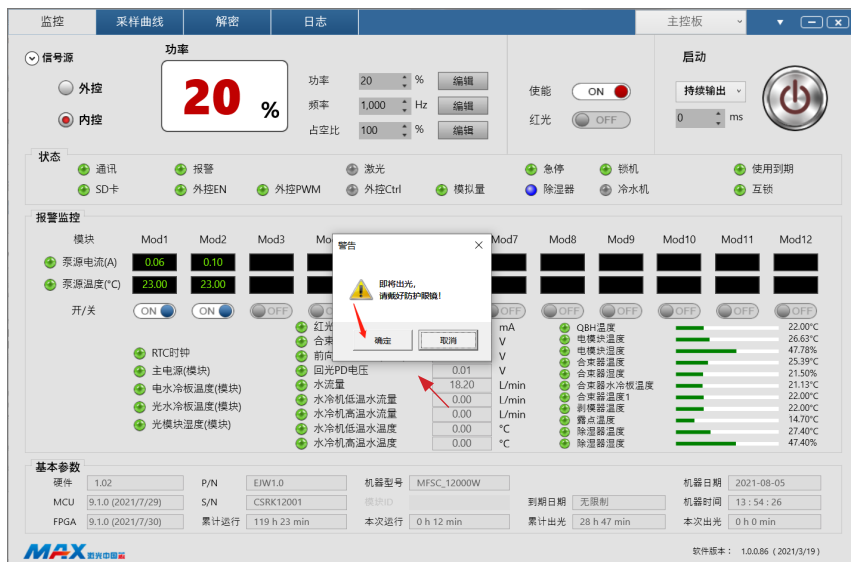 监控 采样曲线 解密 日志 主控板
信号源 功率 启动
外控 20 % 功率 20 % 编辑 使能 ON 持续输出
内控 频率 1,000 Hz 编辑 红光 OFF 0 ms
占空比 100 % 编辑
状态
通讯 报警 激光 急停 锁机 使用到期
SD卡 外控EN 外控PWM 外控Ctrl 模拟量 除湿器 冷水机 互锁
报警监控
模块 Mod1 Mod2 Mod3 Mo Mod7 Mod8 Mod9 Mod10 Mod11 Mod12
泵源电流(A) 0.06 0.10
泵源温度(°C) 23.00 23.00
开/关 ON ON OFF OFF OFF OFF OFF OFF OFF
警告
即将出光，
请戴好防护眼镜！
确定 取消
RTC时钟
主电源(模块)
电水冷板温度(模块)
光水冷板温度(模块)
光模块湿度(模块)
红光 mA
合束 V
前向 V
回光PD电压 0.01 V
水流量 18.20 L/min
水冷机低温水流量 0.00 L/min
水冷机高温水流量 0.00 L/min
水冷机低温水温度 0.00 °C
水冷机高温水温度 0.00 °C
QBH温度 22.00°C
电模块温度 26.63°C
电模块湿度 47.78%
合束器温度 25.39°C
合束器湿度 21.50%
合束器水冷板温度 21.13°C
合束器温度1 22.00°C
剥模器温度 22.00°C
露点温度 14.70°C
除湿器温度 27.40°C
除湿器湿度 47.40%
基本参数
硬件 1.02 P/N EJW1.0 机器型号 MFSC_12000W 机器日期 2021-08-05
MCU 9.1.0 (2021/7/29) S/N CSRK12001 模块ID 到期日期 无限制 机器时间 13 : 54 : 26
FPGA 9.1.0 (2021/7/30) 累计运行 119 h 23 min 本次运行 0 h 12 min 累计出光 28 h 47 min 本次出光 0 h 0 min
MAX 软件版本： 1.0.0.86 ( 2021/3/19 )